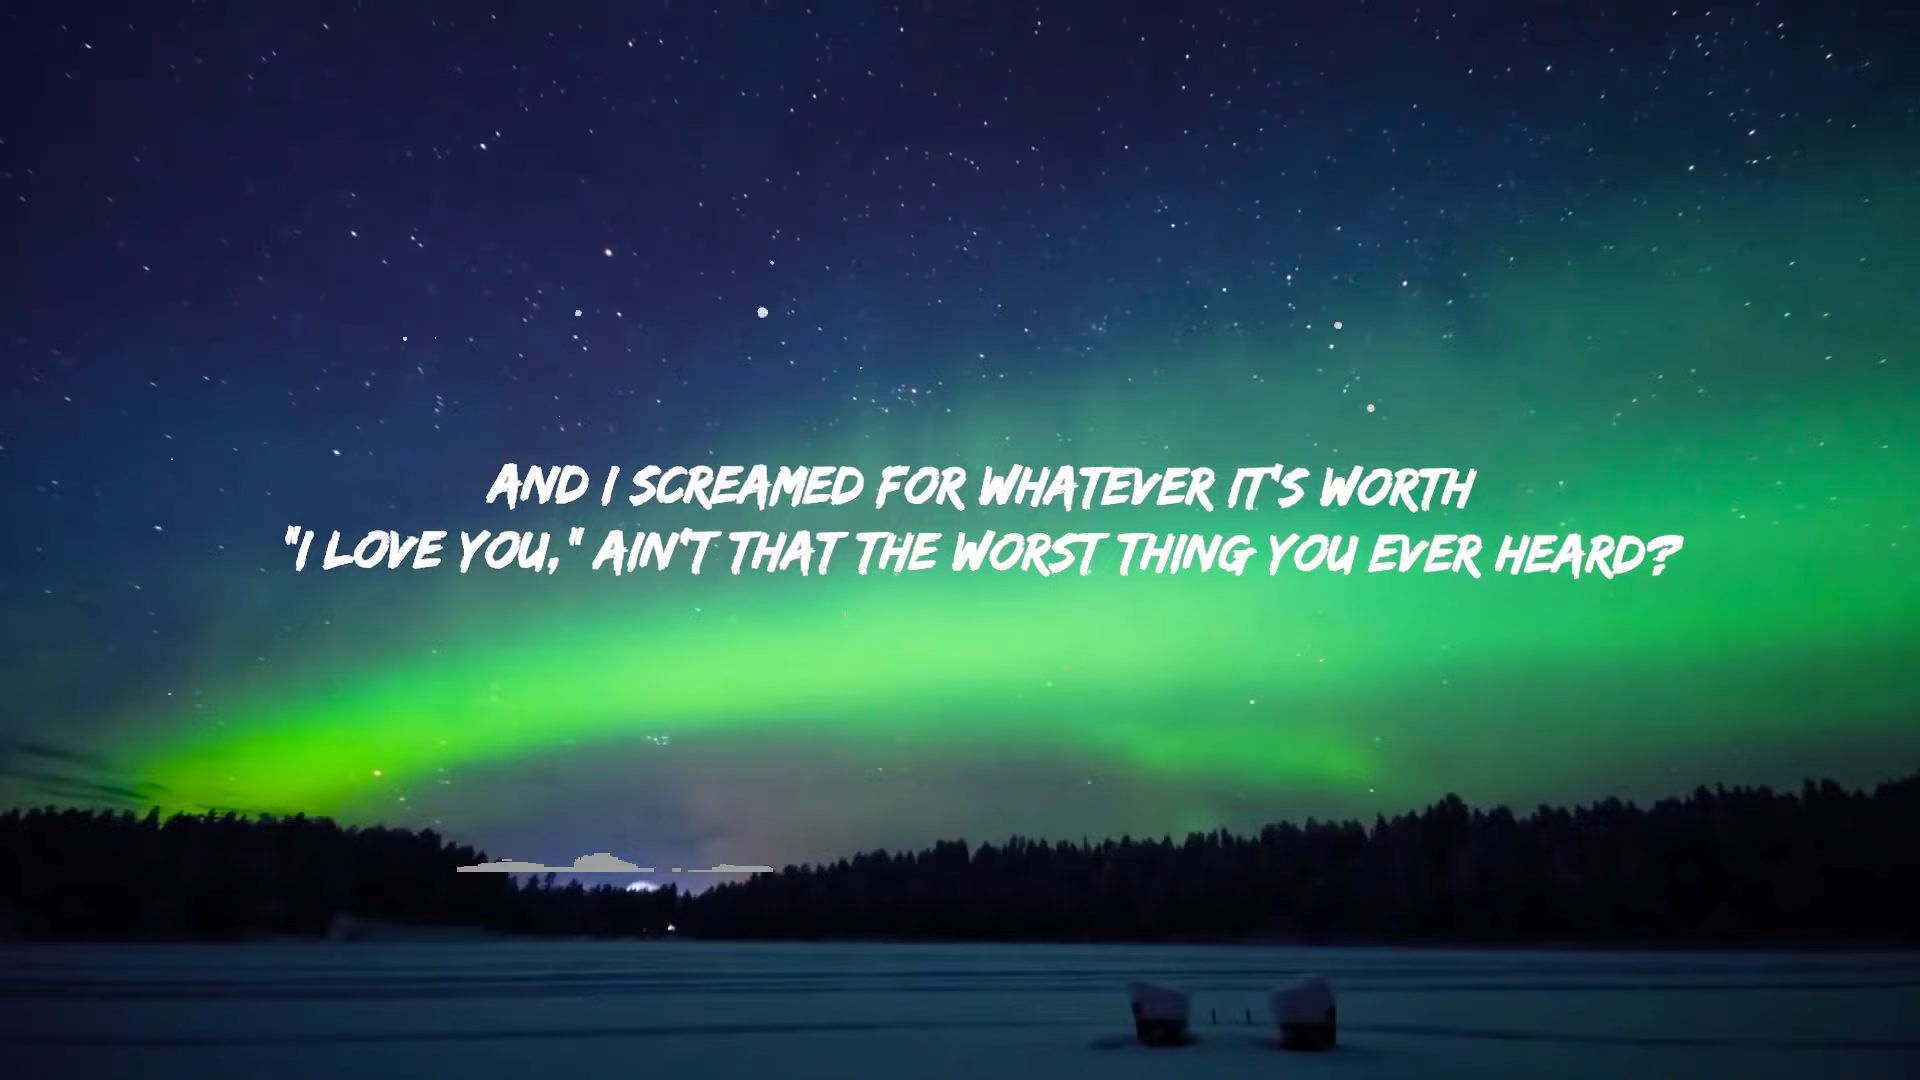 AND I SCREAMED FOR WHATEVER IT'S WORTH
"I LOVE YOU," AIN'T THAT THE WORST THING YOU EVER HEARD?